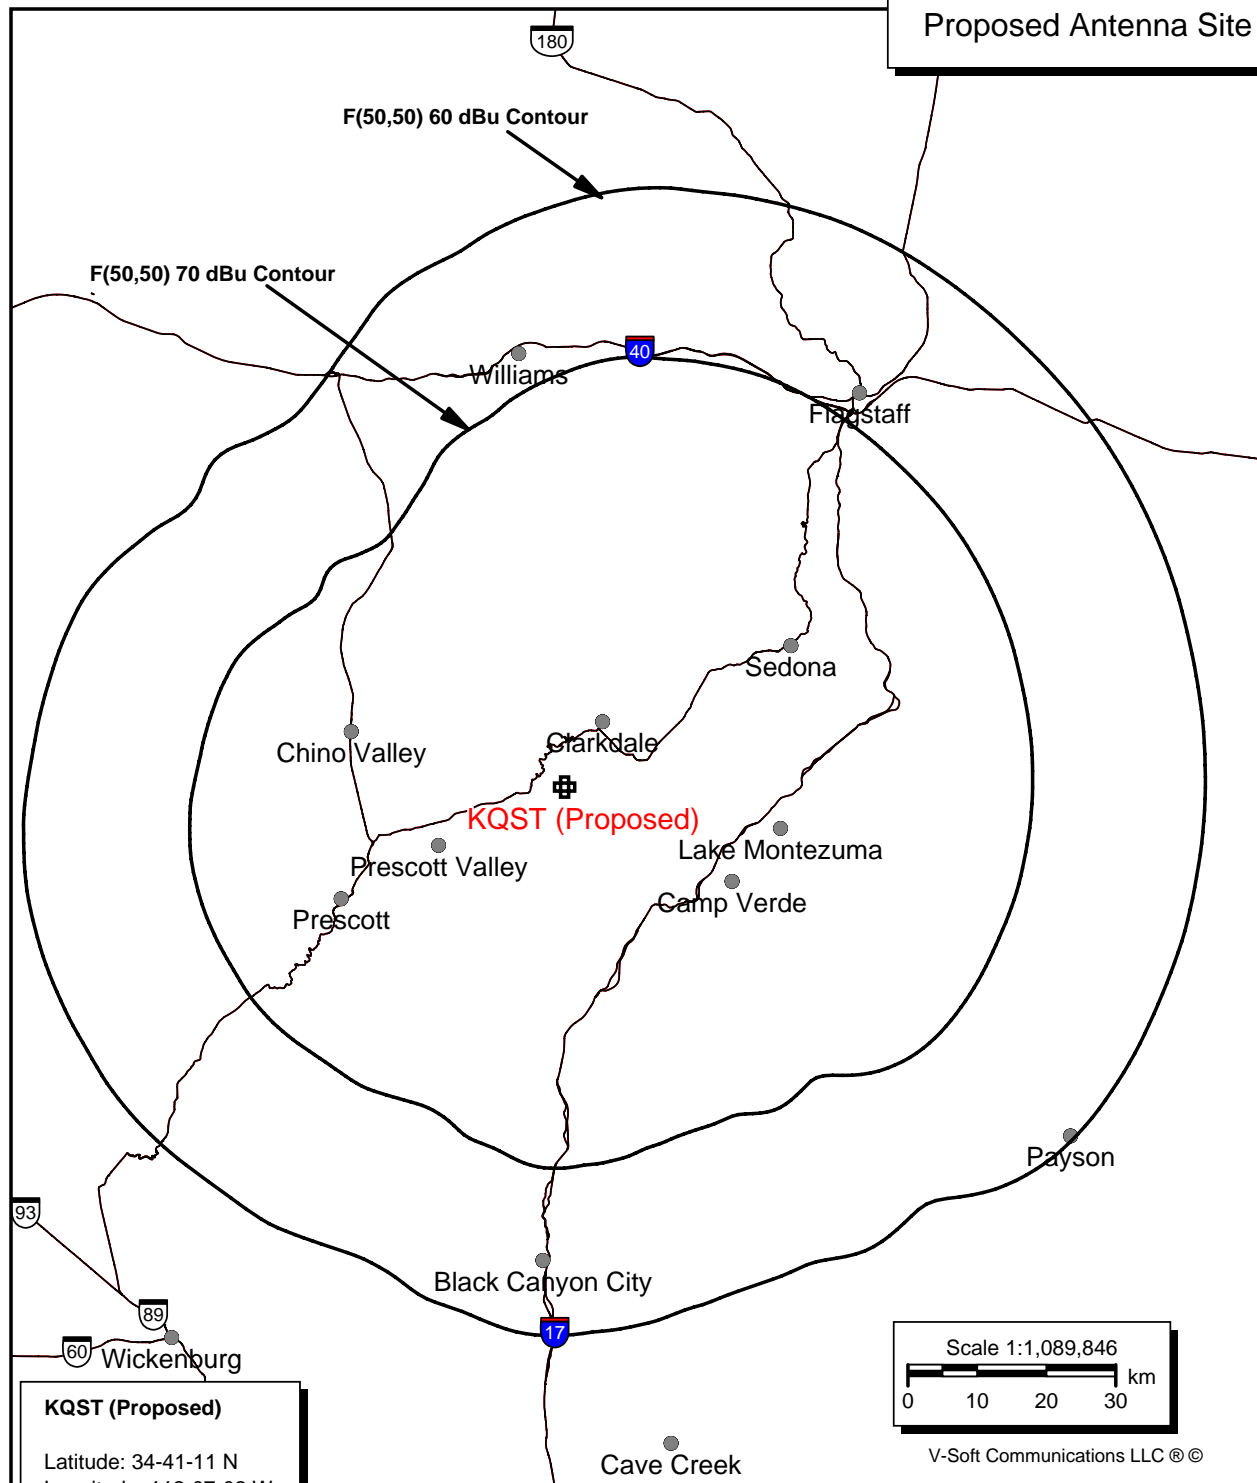 Proposed Antenna Site
180
F(50,50) 60 dBu Contour
F(50,50) 70 dBu Contour
40
Williams
Flagstaff
Sedona
Clarkdale
Chino Valley
KQST (Proposed)
Lake Montezuma
Prescott Valley
Camp Verde
Prescott
Payson
93
Black Canyon City
89
17
60
Wickenburg
Scale 1:1,089,846
km
0 10 20 30
KQST (Proposed)
Latitude: 34-41-11 N
V-Soft Communications LLC ® ©
Cave Creek